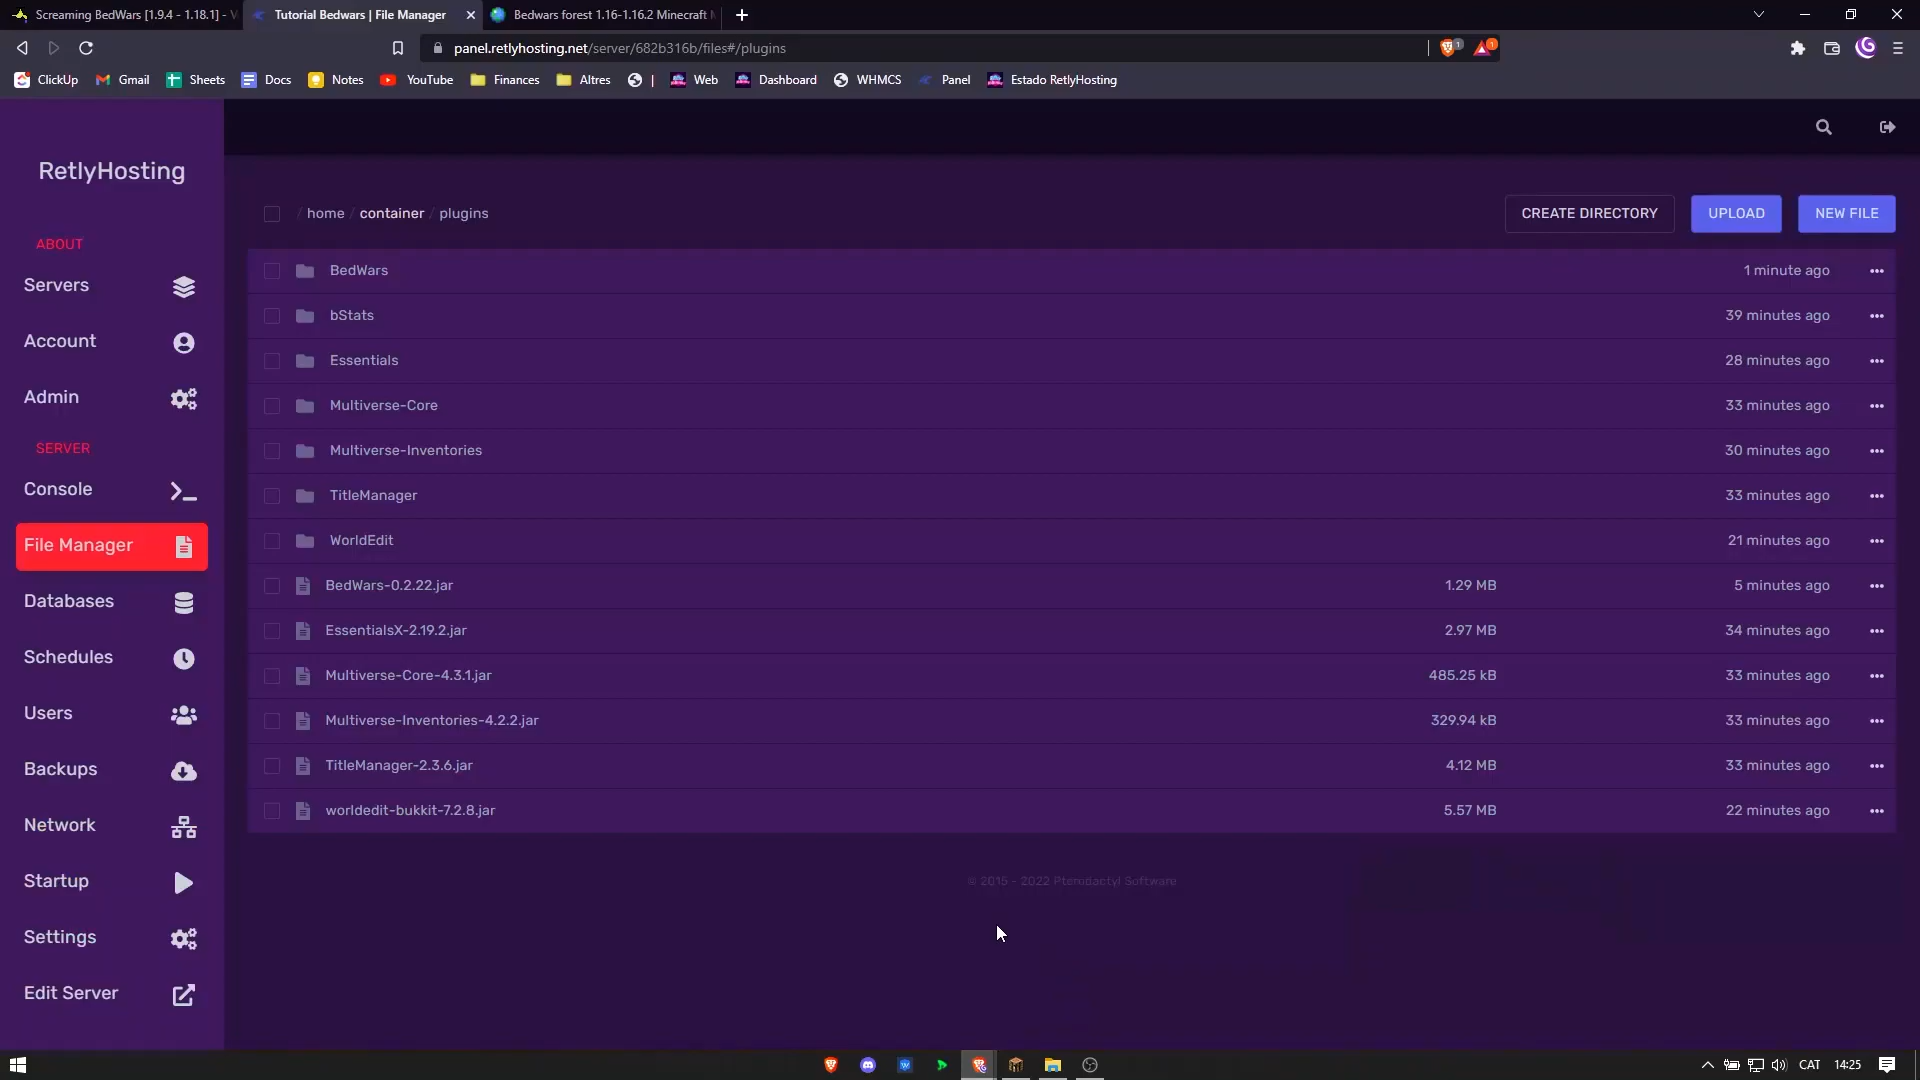 Screaming BedWars [1.9.4 - 1.18.1] -
Tutorial Bedwars | File Manager
Bedwars forest 1.16-1.16.2 Minecraft
panel.retlyhosting.net/server/682b316b/files#/plugins
1
1
ClickUp
Gmail
Sheets
Docs
Notes
YouTube
Finances
Altres
|
Web
Dashboard
WHMCS
Panel
Estado RetlyHosting
RetlyHosting
ABOUT
Servers
Account
Admin
SERVER
Console
File Manager
Databases
Schedules
Users
Backups
Network
Startup
Settings
Edit Server
/ home / container / plugins
CREATE DIRECTORY
UPLOAD
NEW FILE
BedWars 1 minute ago
bStats 39 minutes ago
Essentials 28 minutes ago
Multiverse-Core 33 minutes ago
Multiverse-Inventories 30 minutes ago
TitleManager 33 minutes ago
WorldEdit 21 minutes ago
BedWars-0.2.22.jar 1.29 MB 5 minutes ago
EssentialsX-2.19.2.jar 2.97 MB 34 minutes ago
Multiverse-Core-4.3.1.jar 485.25 kB 33 minutes ago
Multiverse-Inventories-4.2.2.jar 329.94 kB 33 minutes ago
TitleManager-2.3.6.jar 4.12 MB 33 minutes ago
worldedit-bukkit-7.2.8.jar 5.57 MB 22 minutes ago
© 2015 - 2022 Pterodactyl Software
CAT
14:25